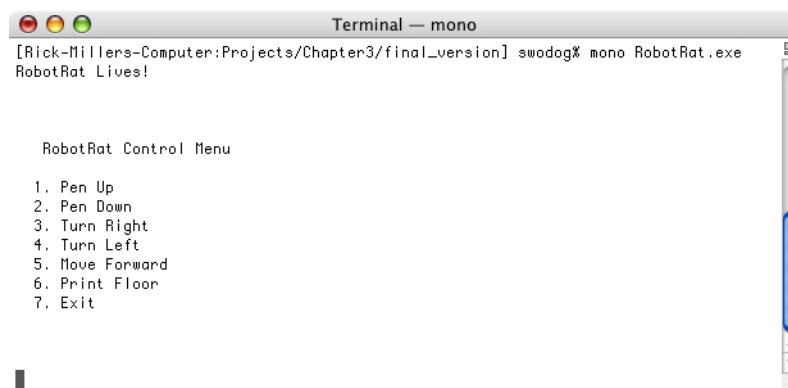 Terminal — mono
[Rick-Millers-Computer:Projects/Chapter3/final_version] swodog% mono RobotRat.exe
RobotRat Lives!
RobotRat Control Menu
1. Pen Up
2. Pen Down
3. Turn Right
4. Turn Left
5. Move Forward
6. Print Floor
7. Exit